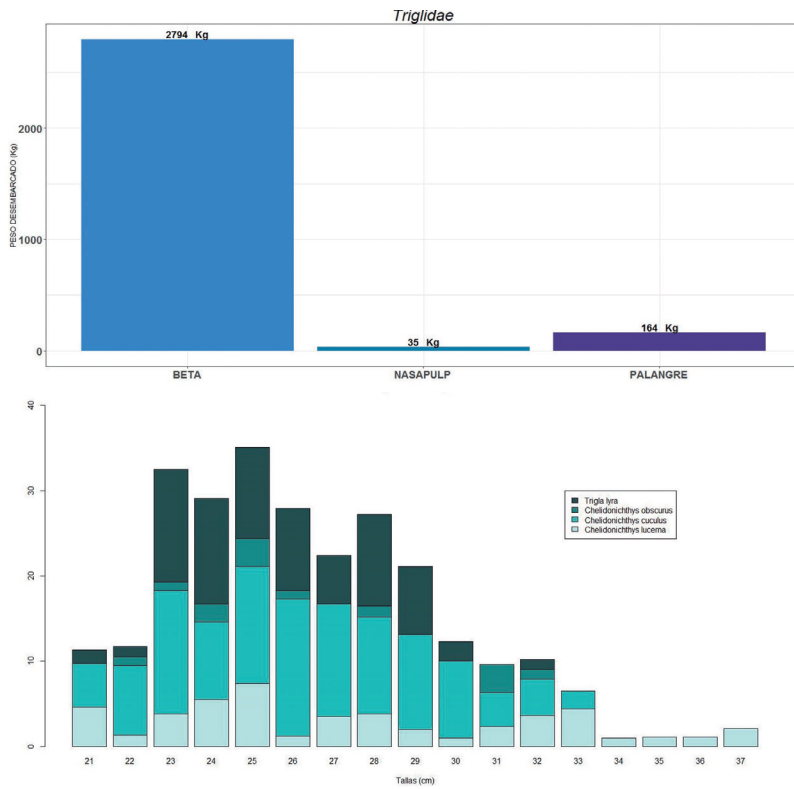 Triglidae
2794 Kg
35 Kg
164 Kg
PESO DESEMBARCADO (Kg)
2000
1000
0
BETA NASAPULP PALANGRE
40
30
20
10
0
Trigla lyra
Chelidonichthys obscurus
Chelidonichthys cuculus
Chelidonichthys lucerna
21 22 23 24 25 26 27 28 29 30 31 32 33 34 35 36 37
Tallas (cm)